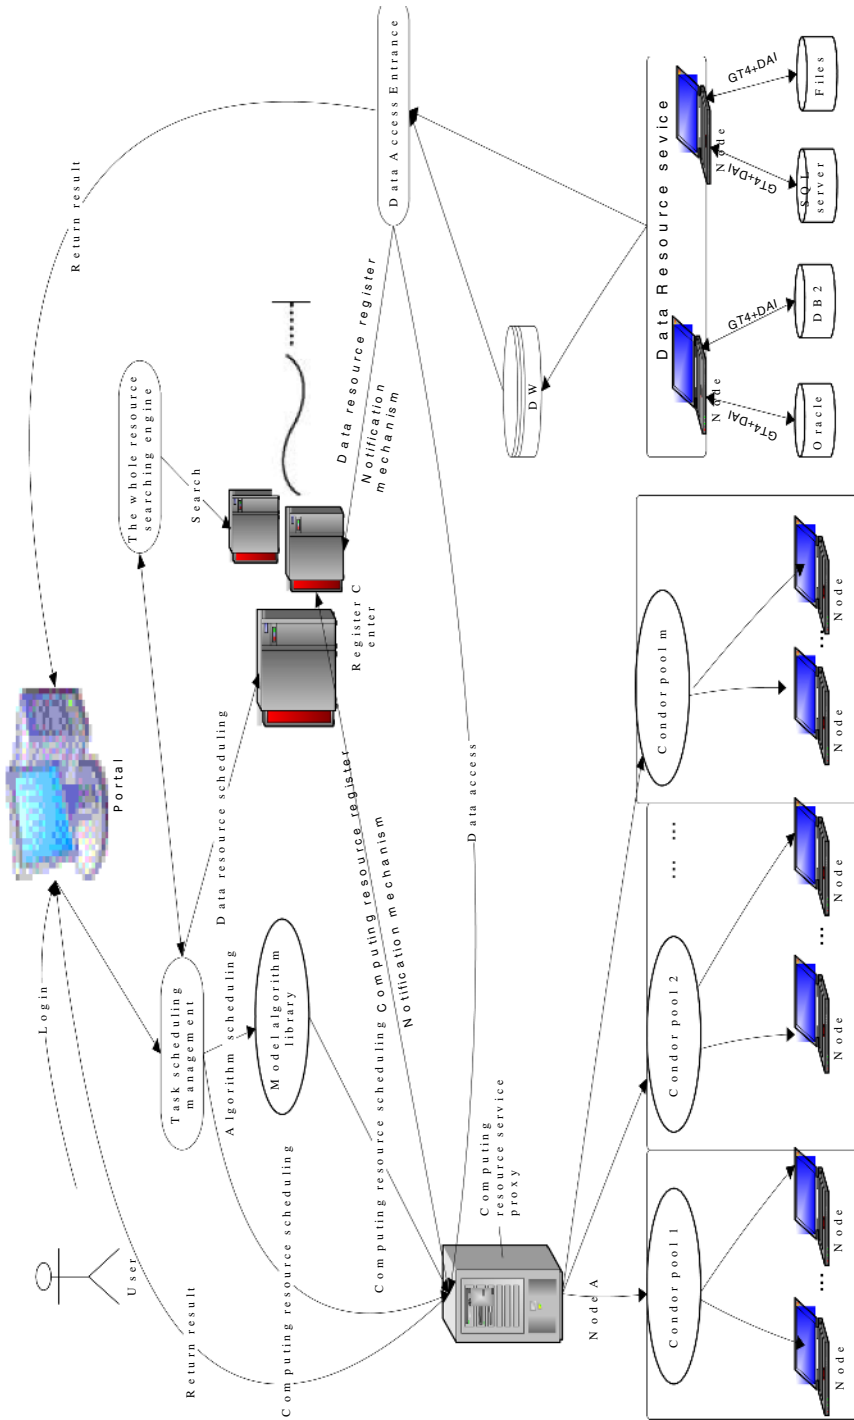 User
Login
Portal
Return result
Return result
Task scheduling
management
The whole resource
searching engine
Search
Data resource scheduling
Algorithm scheduling
Model algorithm
library
Computing resource scheduling
Computing resource scheduling
Computing resource register
Notification mechanism
Register C
enter
Data resource register
Notification
mechanism
Data access
Data Access Entrance
Computing
resource service
proxy
Node A
DW
Condor pool 1
Node
...
Node
Condor pool 2
Node
...
Node
... ...
Condor pool m
Node
...
Node
Data Resource sevice
Node
Node
GT4+DAI
GT4+DAI
GT4+DAI
GT4+DAI
Oracle
DB2
SQL
server
Files